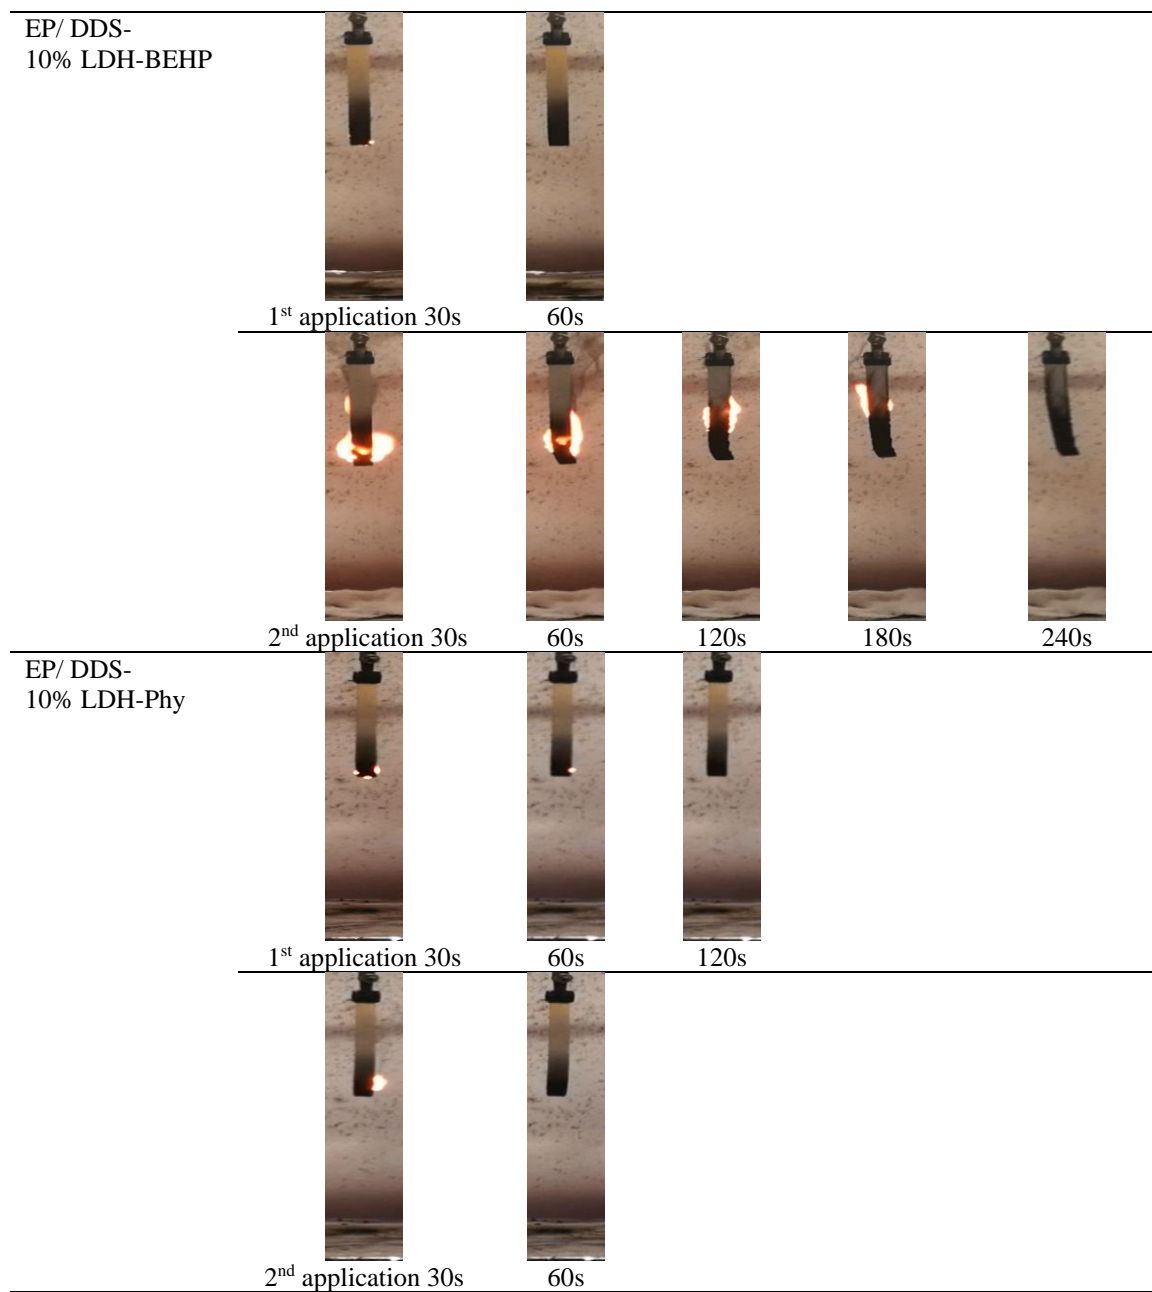 EP/ DDS-
10% LDH-BEHP
1st application 30s 60s
2nd application 30s 60s 120s 180s 240s
EP/ DDS-
10% LDH-Phy
1st application 30s 60s 120s
2nd application 30s 60s